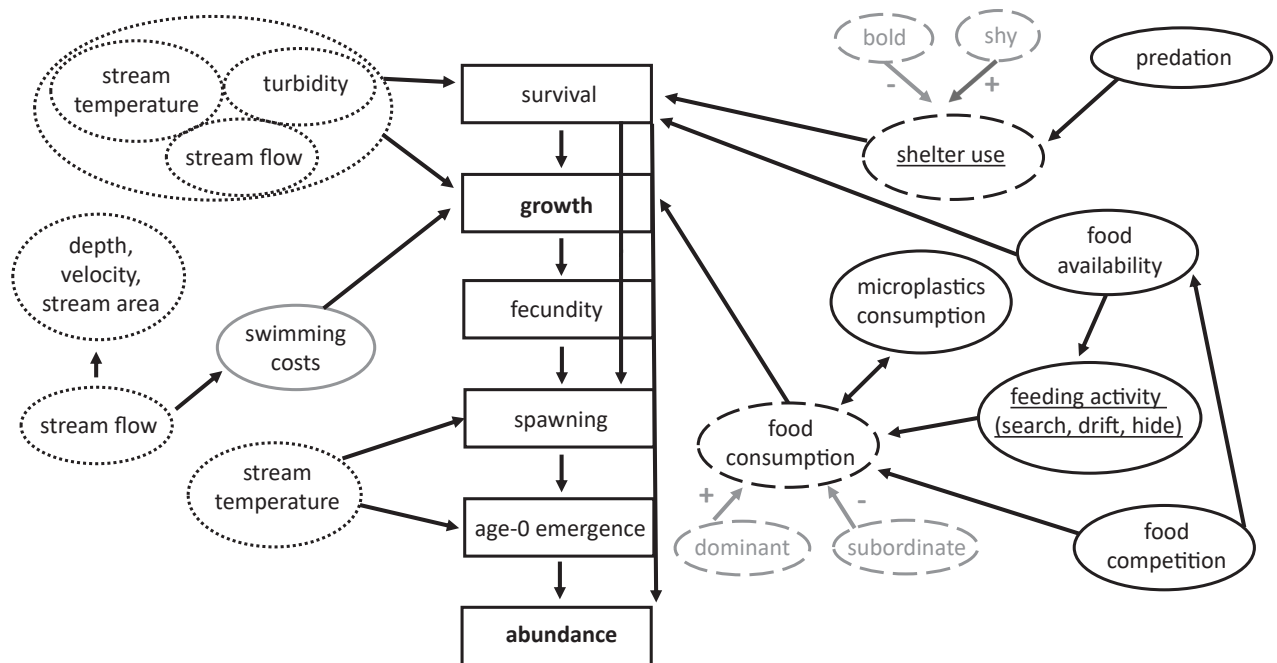 stream
temperature
turbidity
stream flow
depth,
velocity,
stream area
stream flow
swimming
costs
stream
temperature
survival
growth
fecundity
spawning
age-0 emergence
abundance
bold
shy
-
+
predation
shelter use
food
availability
microplastics
consumption
feeding activity
(search, drift, hide)
food
consumption
+
-
dominant
subordinate
food
competition